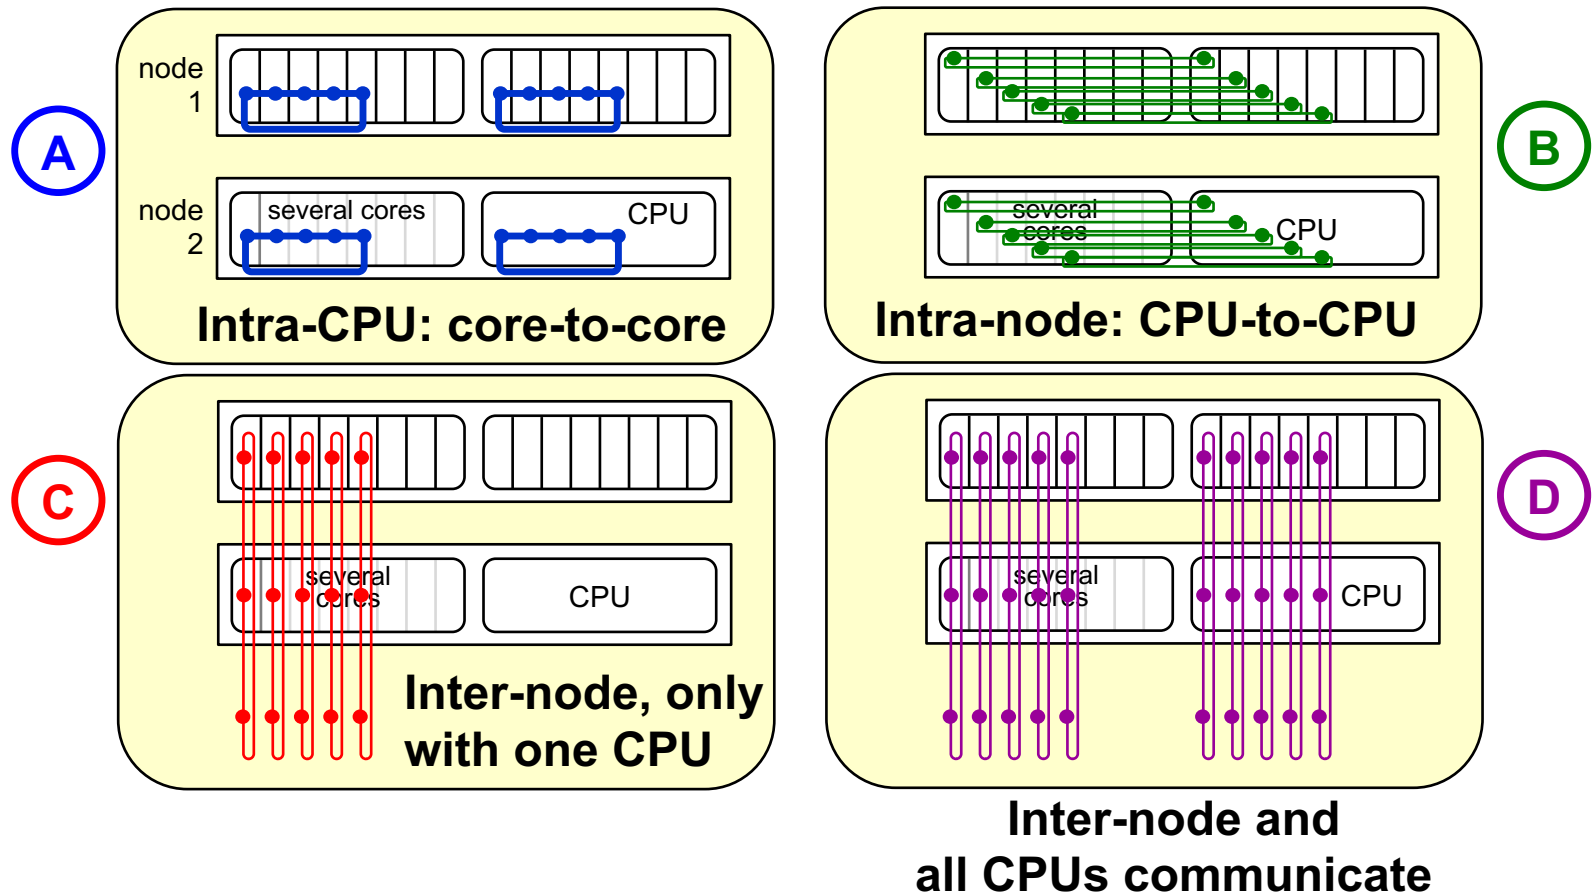 A
node
1
node
2
several cores
CPU
Intra-CPU: core-to-core
B
several
cores
CPU
Intra-node: CPU-to-CPU
C
several
cores
CPU
Inter-node, only
with one CPU
D
several
cores
CPU
Inter-node and
all CPUs communicate